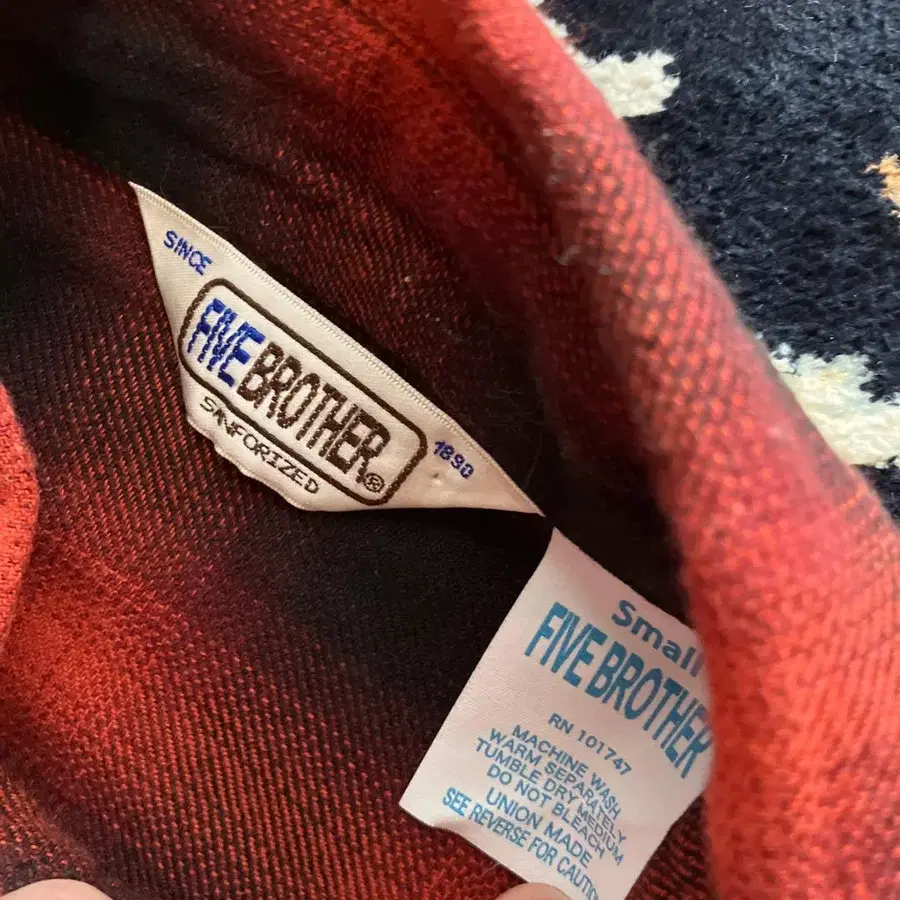 SINCE
FIVE BROTHER®
1890
SANFORIZED
Small
FIVE BROTHER
RN 101747
MACHINE WASH
WARM SEPARATELY
TUMBLE DRY MEDIUM
DO NOT BLEACH
UNION MADE
SEE REVERSE FOR CAUTION